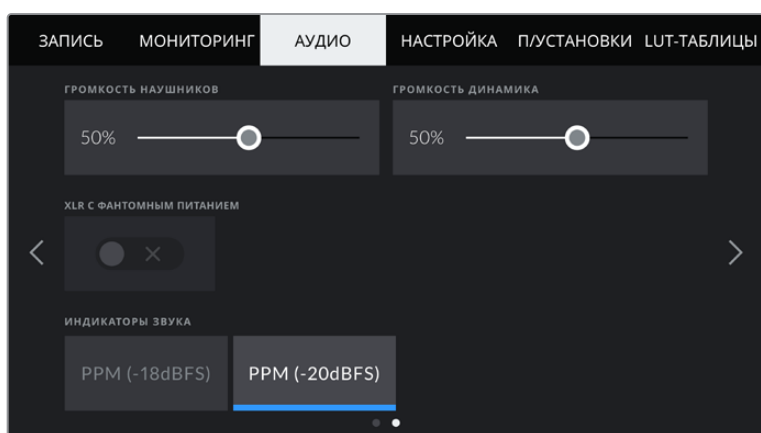 ЗАПИСЬ МОНИТОРИНГ АУДИО НАСТРОЙКА П/УСТАНОВКИ LUT-ТАБЛИЦЫ
ГРОМКОСТЬ НАУШНИКОВ ГРОМКОСТЬ ДИНАМИКА
50% 50%
XLR С ФАНТОМНЫМ ПИТАНИЕМ
ИНДИКАТОРЫ ЗВУКА
PPM (-18dBFS) PPM (-20dBFS)